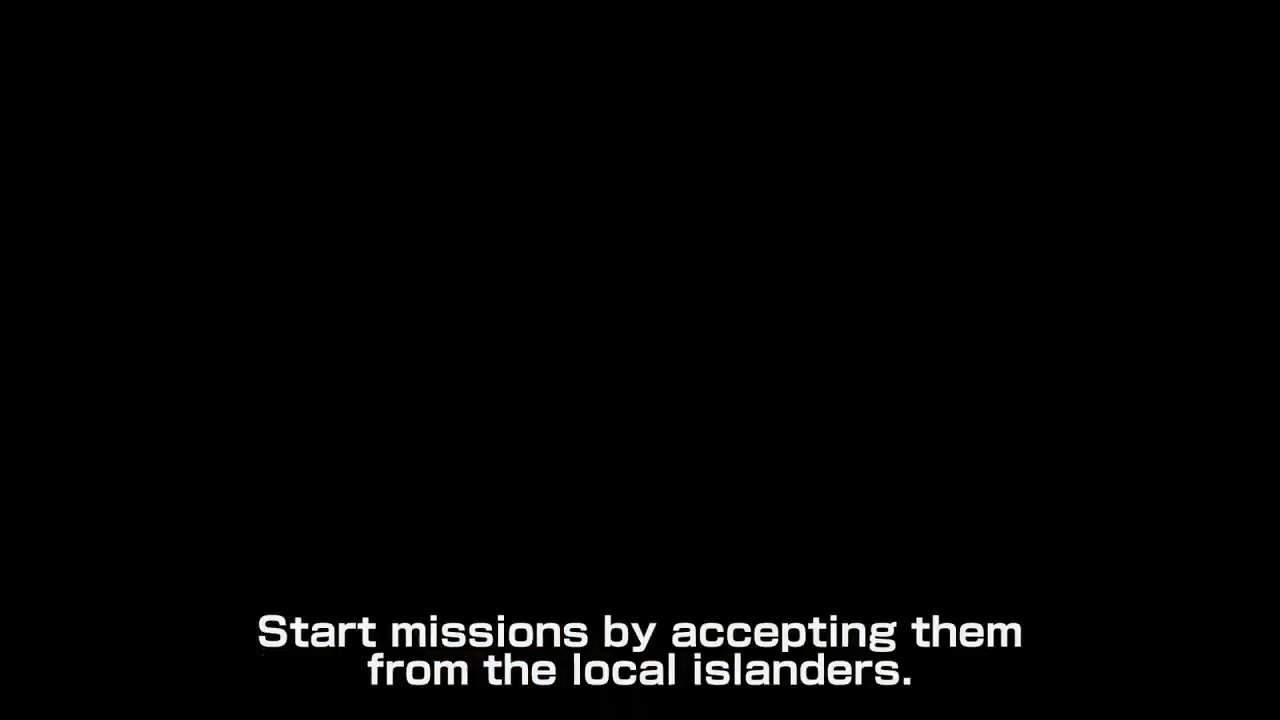 Start missions by accepting them
from the local islanders.